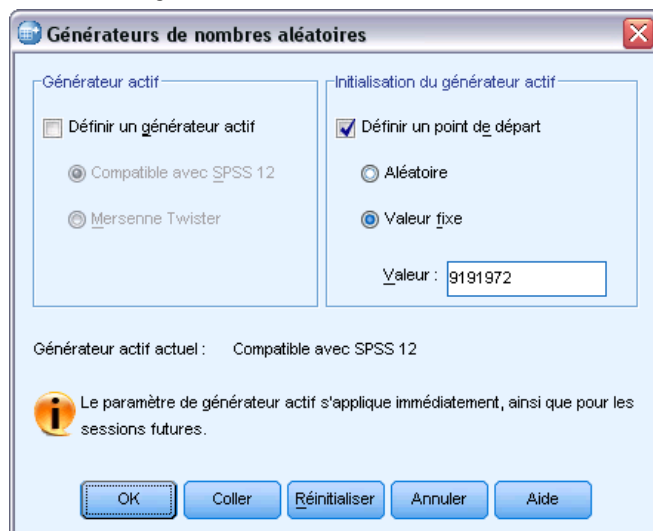 Générateurs de nombres aléatoires
Générateur actif
Définir un générateur actif
Compatible avec SPSS 12
Mersenne Twister
Initialisation du générateur actif
Définir un point de départ
Aléatoire
Valeur fixe
Valeur : 9191972
Générateur actif actuel : Compatible avec SPSS 12
Le paramètre de générateur actif s'applique immédiatement, ainsi que pour les
sessions futures.
OK Coller Réinitialiser Annuler Aide